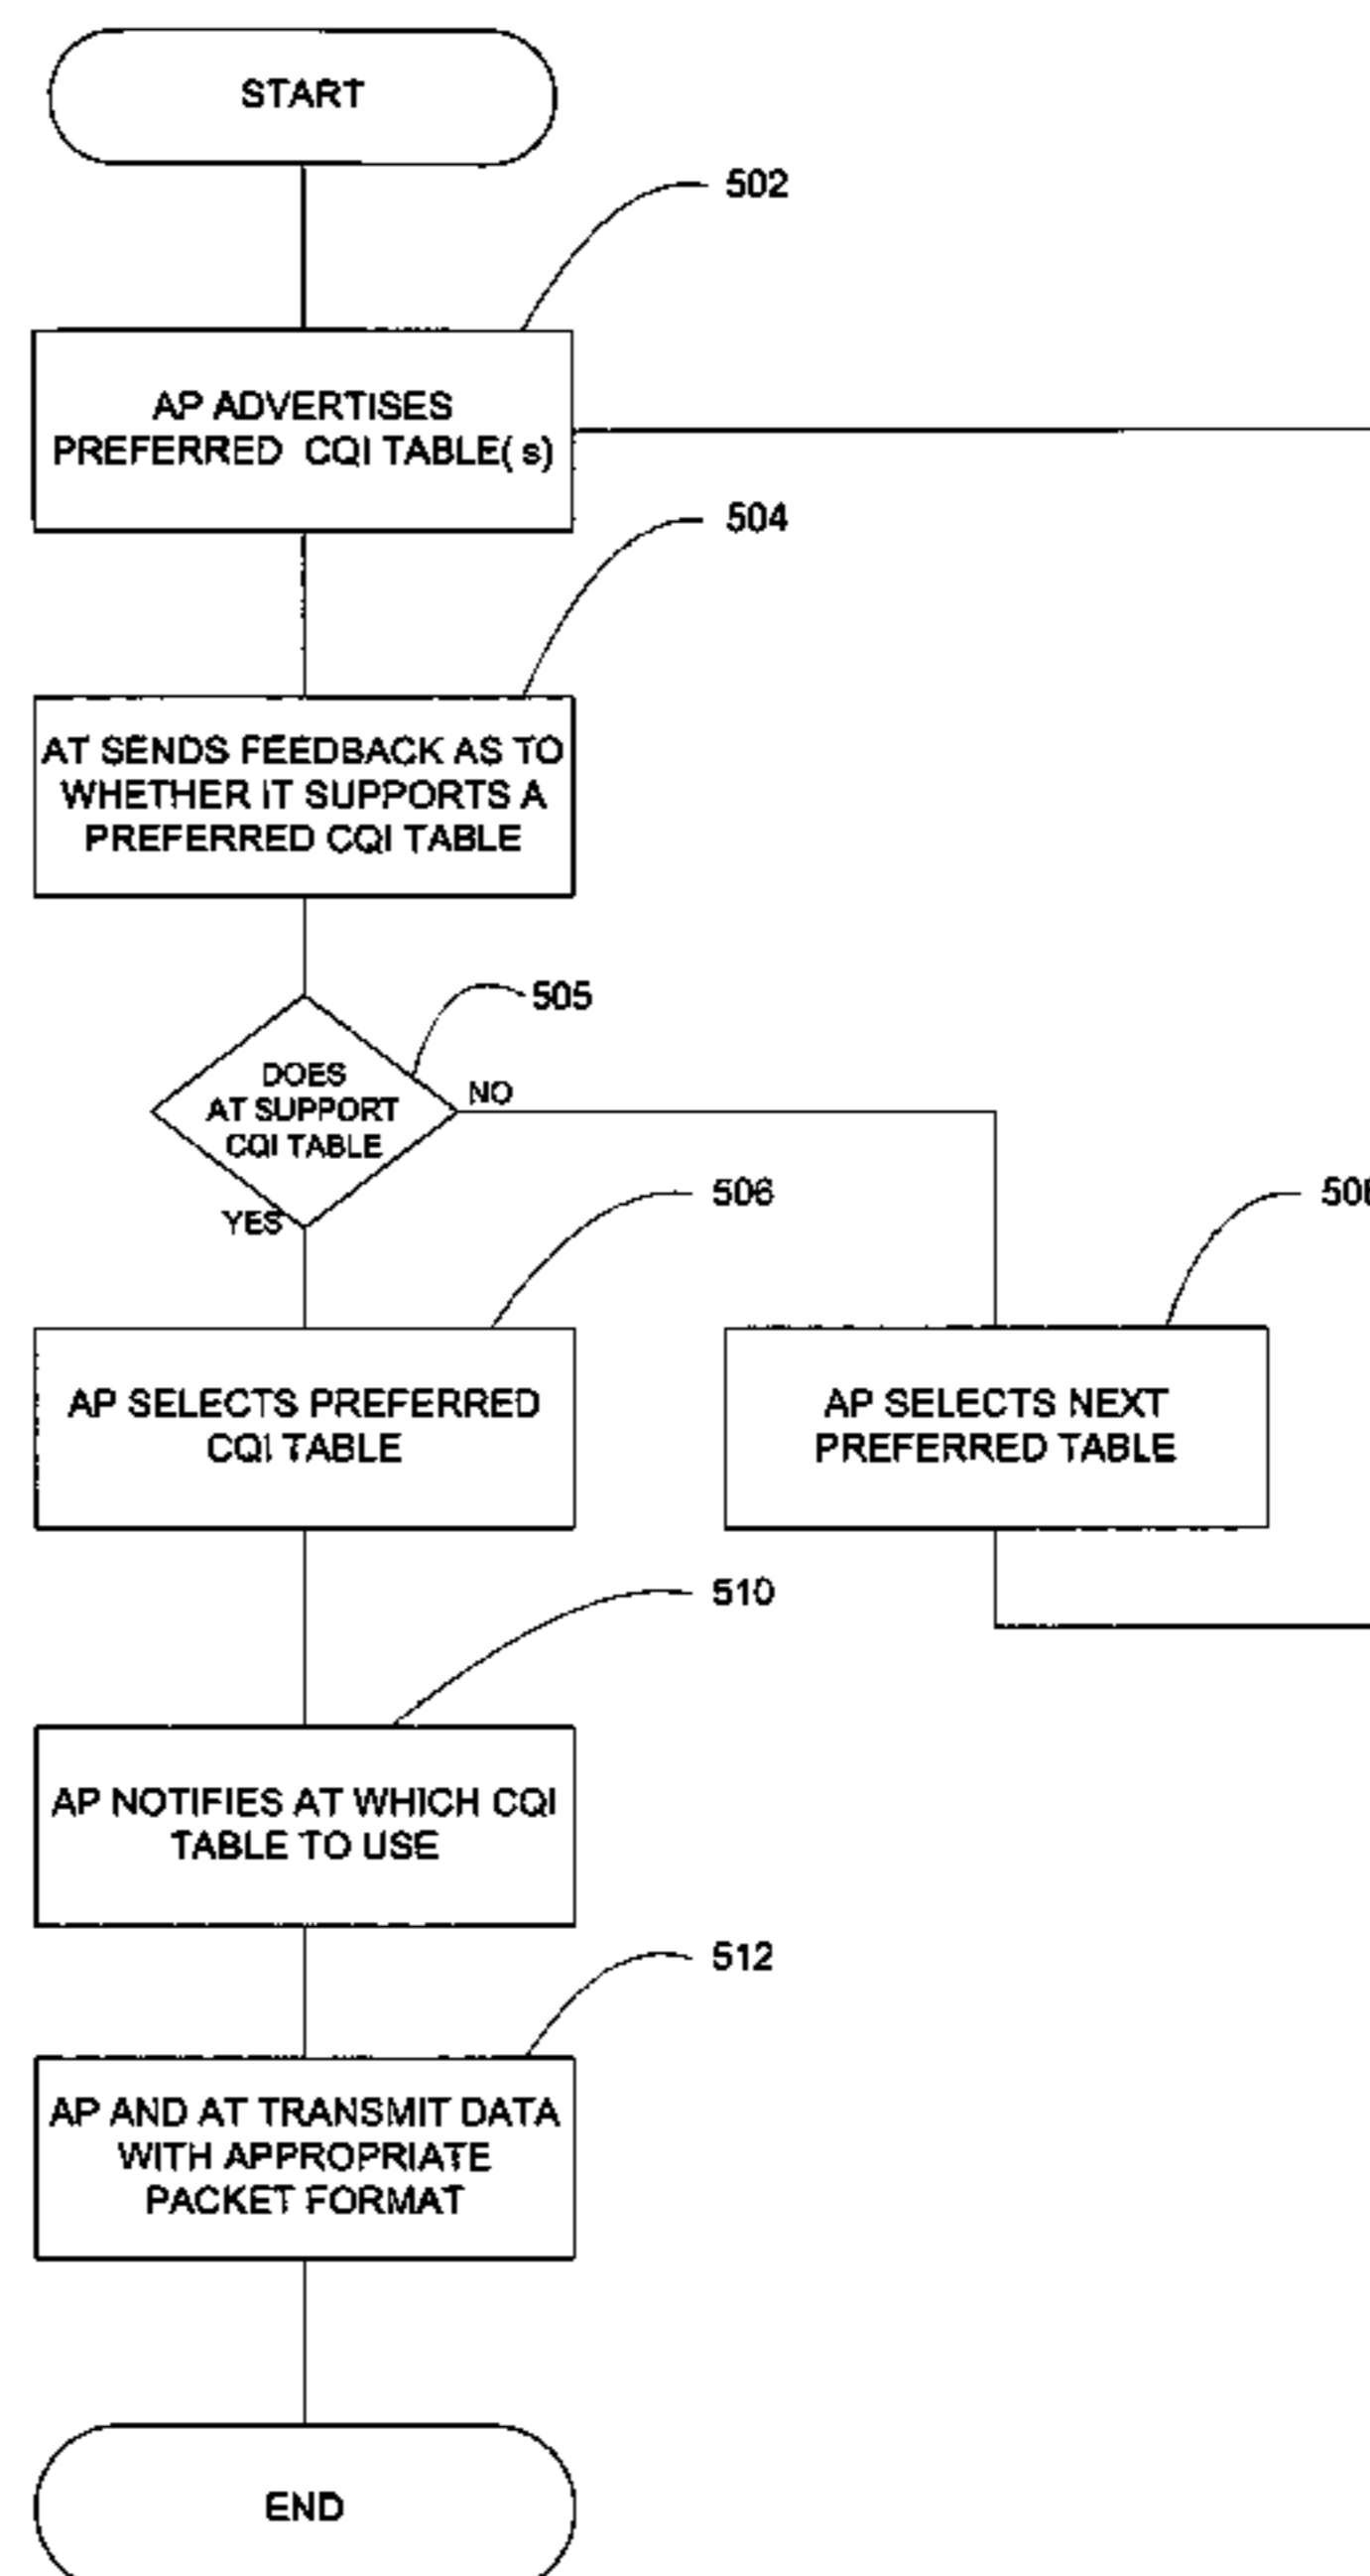 START
502
AP ADVERTISES
PREFERRED CQI TABLE( s)
504
AT SENDS FEEDBACK AS TO
WHETHER IT SUPPORTS A
PREFERRED CQI TABLE
505
DOES
AT SUPPORT
CQI TABLE
NO
YES
506
AP SELECTS PREFERRED
CQI TABLE
AP SELECTS NEXT
PREFERRED TABLE
510
AP NOTIFIES AT WHICH CQI
TABLE TO USE
512
AP AND AT TRANSMIT DATA
WITH APPROPRIATE
PACKET FORMAT
END